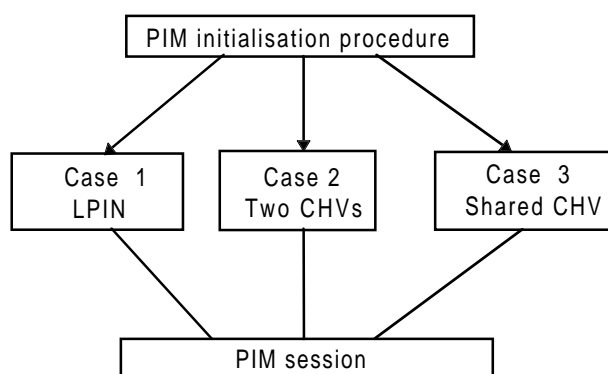 PIM initialisation procedure
Case 1
LPIN
Case 2
Two CHVs
Case 3
Shared CHV
PIM session